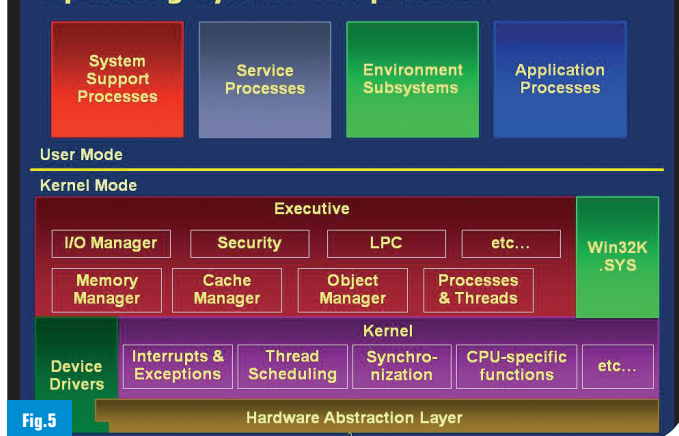 System
Support
Processes
Service
Processes
Environment
Subsystems
Application
Processes
User Mode
Kernel Mode
Executive
I/O Manager
Security
LPC
etc...
Win32K
.SYS
Memory
Manager
Cache
Manager
Object
Manager
Processes
& Threads
Kernel
Device
Drivers
Interrupts &
Exceptions
Thread
Scheduling
Synchro-
nization
CPU-specific
functions
etc...
Hardware Abstraction Layer
Fig.5